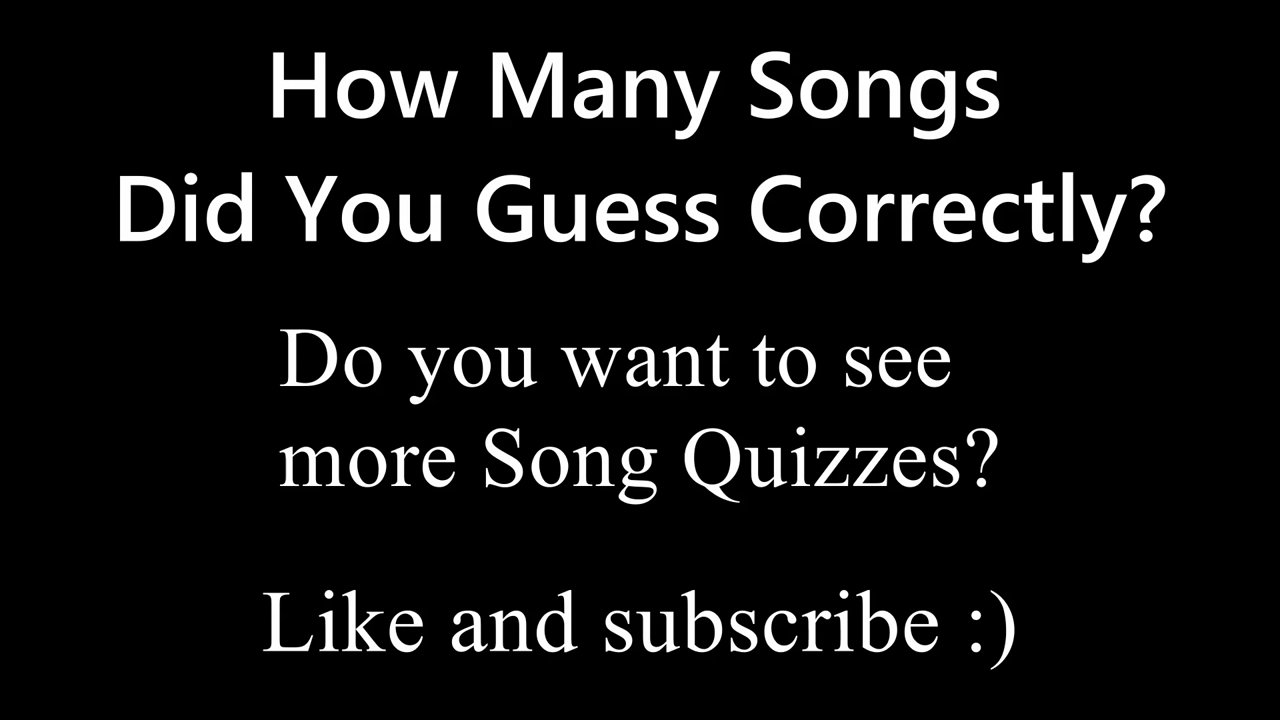 How Many Songs
Did You Guess Correctly?
Do you want to see
more Song Quizzes?
Like and subscribe :)